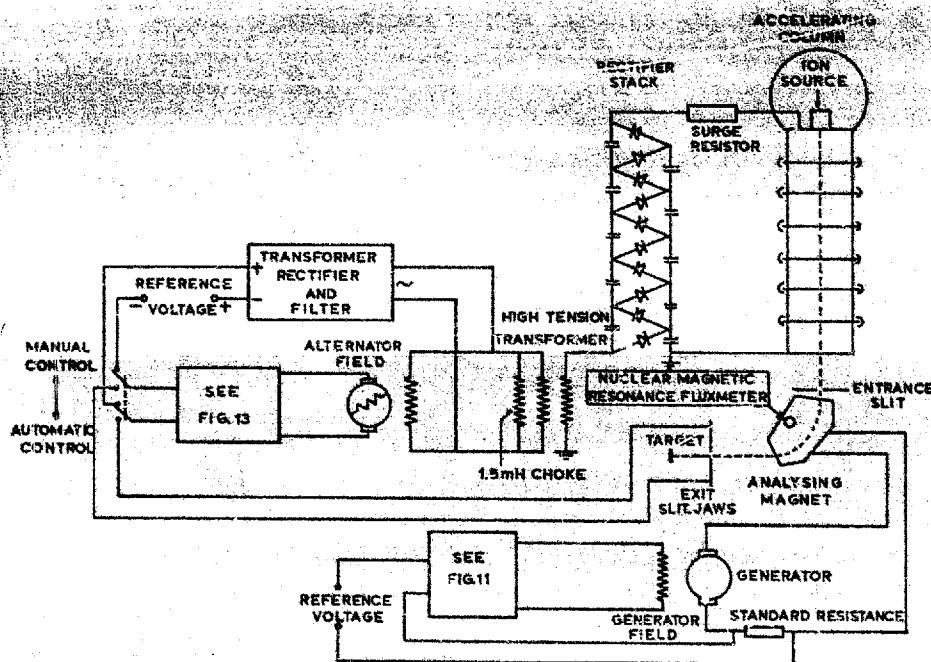 ACCELERATING
COLUMN
ION
SOURCE
RECTIFIER
STACK
SURGE
RESISTOR
TRANSFORMER
RECTIFIER
AND
FILTER
+
-
~
REFERENCE
VOLTAGE
-
+
HIGH TENSION
TRANSFORMER
MANUAL
CONTROL
AUTOMATIC
CONTROL
SEE
FIG.13
ALTERNATOR
FIELD
1.5mH CHOKE
NUCLEAR MAGNETIC
RESONANCE FLUXMETER
ENTRANCE
SLIT
TARGET
ANALYSING
MAGNET
EXIT
SLIT JAWS
SEE
FIG.11
REFERENCE
VOLTAGE
GENERATOR
FIELD
GENERATOR
STANDARD RESISTANCE